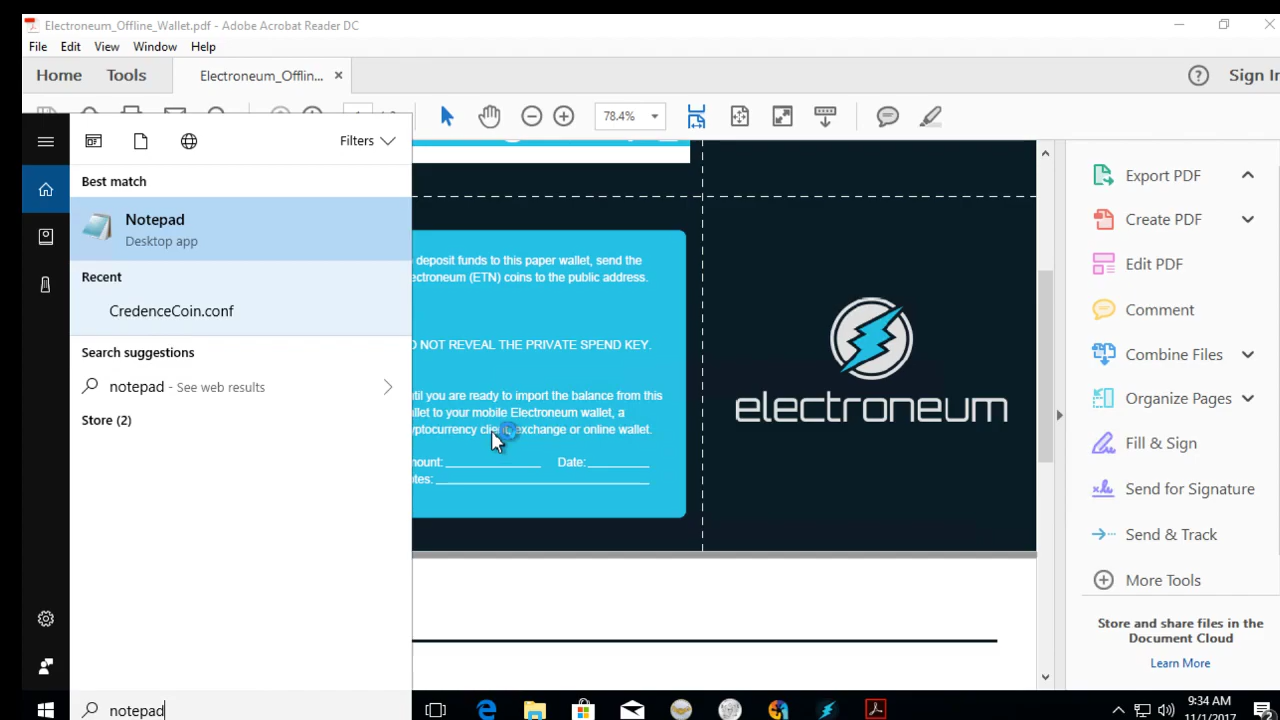 Electroneum_Offline_Wallet.pdf - Adobe Acrobat Reader DC
File Edit View Window Help
Home Tools Electroneum_Offlin... ×
Sign In
78.4%
Filters
Best match
Notepad
Desktop app
Recent
CredenceCoin.conf
Search suggestions
notepad - See web results
Store (2)
notepad
deposit funds to this paper wallet, send the
ectroneum (ETN) coins to the public address.
NOT REVEAL THE PRIVATE SPEND KEY.
til you are ready to import the balance from this
llet to your mobile Electroneum wallet, a
yptocurrency client, exchange or online wallet.
mount: Date:
tes:
electroneum
Export PDF
Create PDF
Edit PDF
Comment
Combine Files
Organize Pages
Fill & Sign
Send for Signature
Send & Track
More Tools
Store and share files in the
Document Cloud
Learn More
9:34 AM
11/1/2017